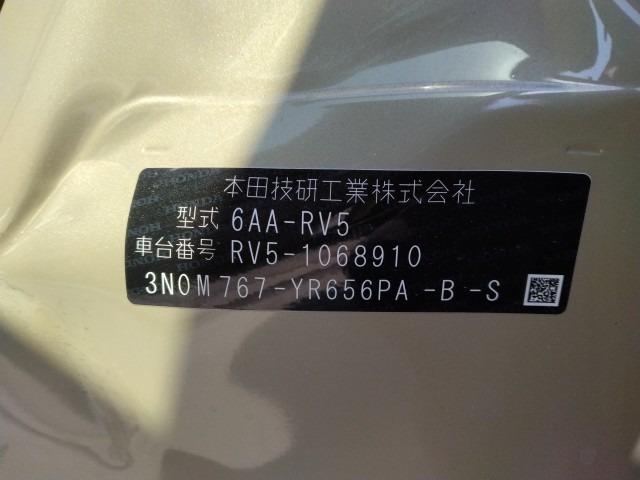 本田技研工業株式会社
型式 6AA-RV5
車台番号 RV5-1068910
3N0M767-YR656PA -B -S